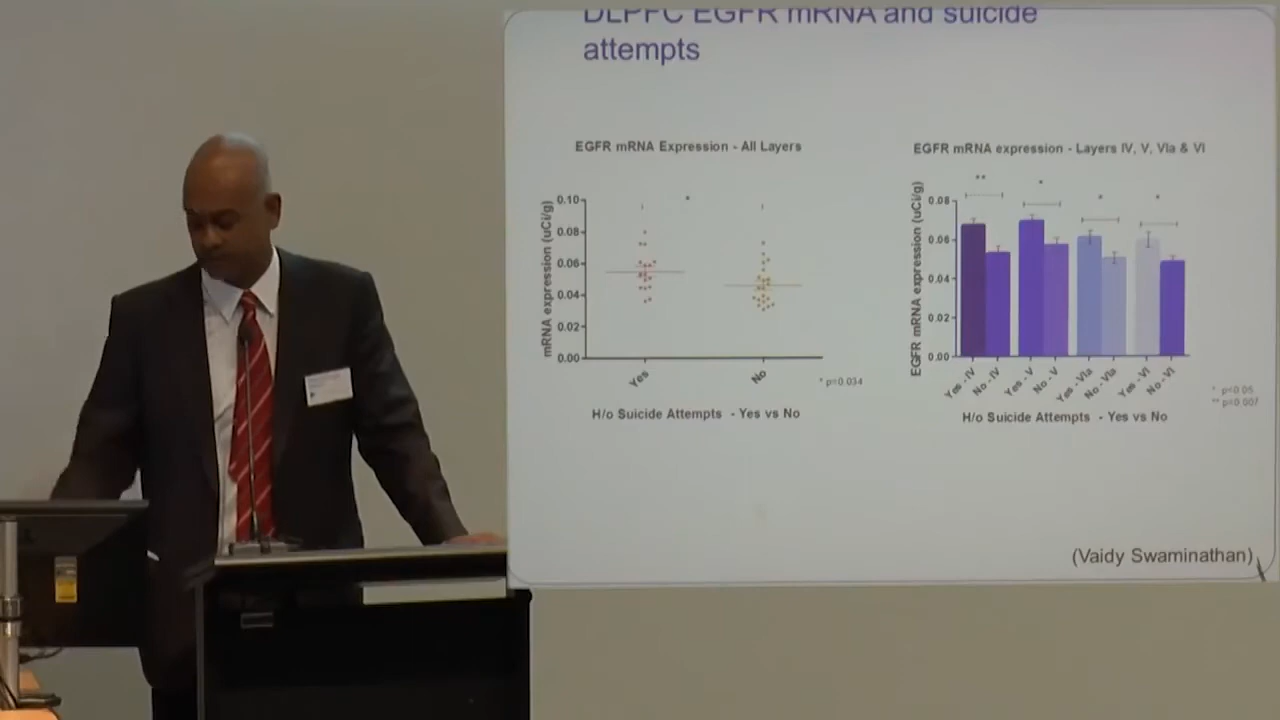 DLPFC EGFR mRNA and suicide
attempts
EGFR mRNA Expression - All Layers
mRNA expression (uCi/g)
0.10
0.08
0.06
0.04
0.02
0.00
*
Yes
No
* p=0.034
H/o Suicide Attempts - Yes vs No
EGFR mRNA expression - Layers IV, V, VIa & VI
EGFR mRNA expression (uCi/g)
0.08
0.06
0.04
0.02
0.00
**
*
*
*
Yes - IV
No - IV
Yes - V
No - V
Yes - VIa
No - VIa
Yes - VI
No - VI
* p<0.05
** p=0.007
H/o Suicide Attempts - Yes vs No
(Vaidy Swaminathan)